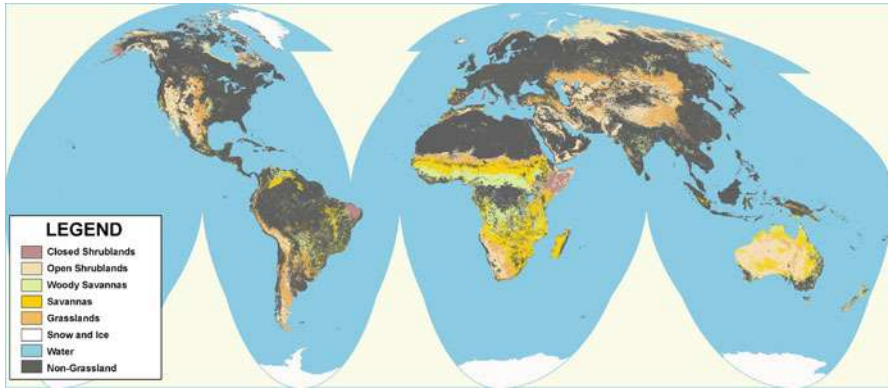 LEGEND
Closed Shrublands
Open Shrublands
Woody Savannas
Savannas
Grasslands
Snow and Ice
Water
Non-Grassland